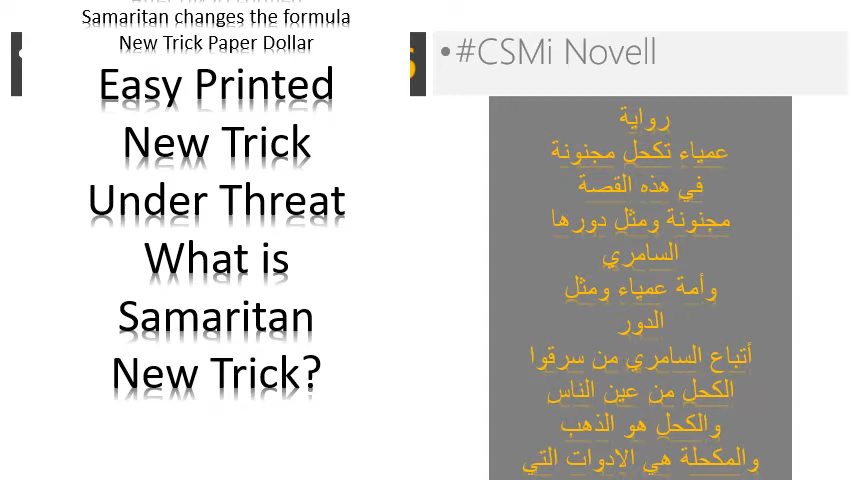 Samaritan changes the formula
New Trick Paper Dollar
Easy Printed
New Trick
Under Threat
What is
Samaritan
New Trick?
• #CSMi Novell
رواية
عمياء تكحل مجنونة
في هذه القصة
مجنونة ومثل دورها
السامري
وأمة عمياء ومثل
الدور
أتباع السامري من سرقوا
الكحل من عين الناس
والكحل هو الذهب
والمكحلة هي الادوات التي